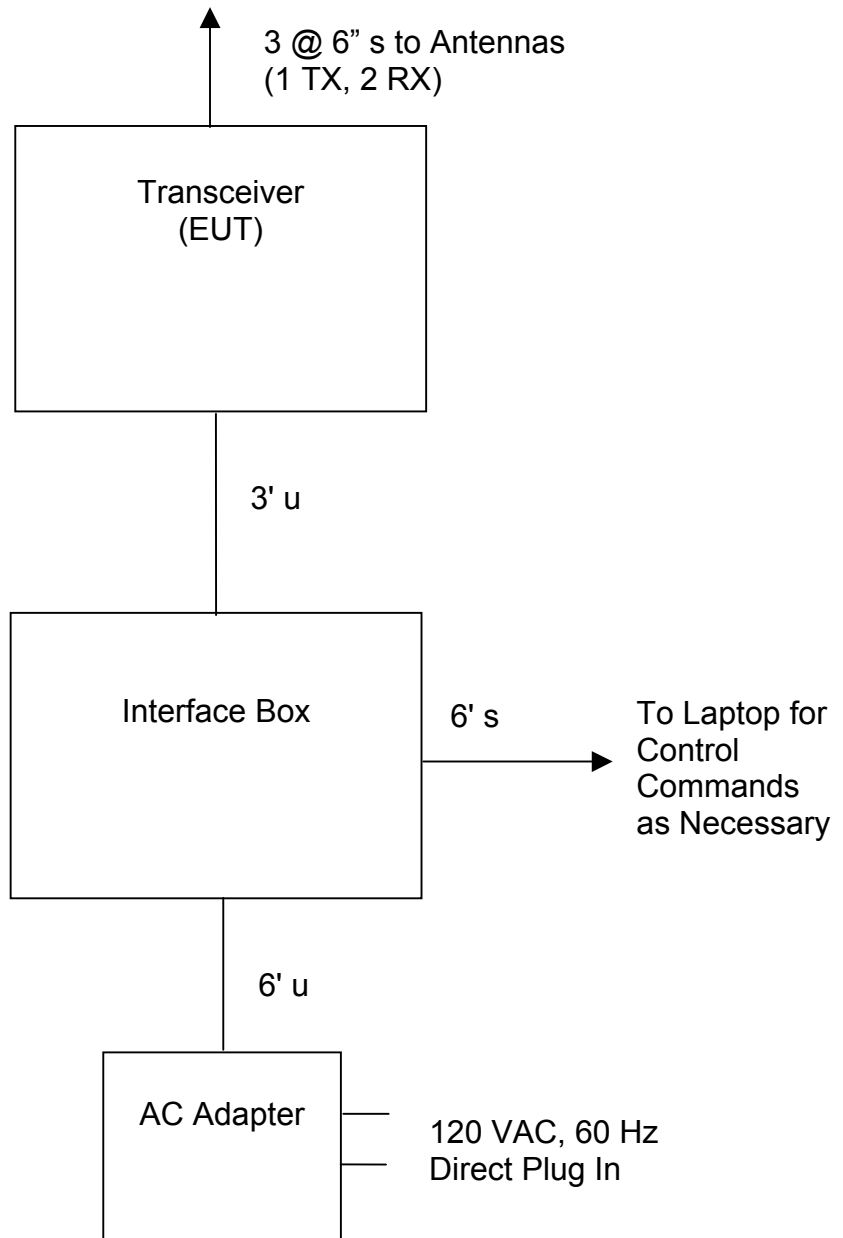 3 @ 6” s to Antennas
(1 TX, 2 RX)
Transceiver
(EUT)
3' u
Interface Box
6' s
To Laptop for
Control
Commands
as Necessary
6' u
AC Adapter
120 VAC, 60 Hz
Direct Plug In